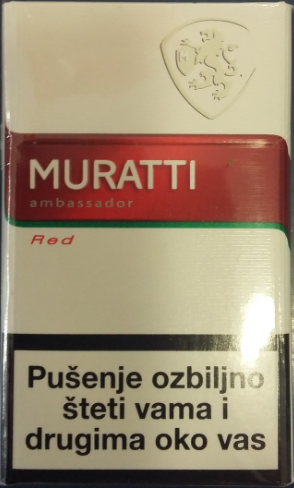 MURATTI
ambassador
Red
Pušenje ozbiljno
šteti vama i
drugima oko vas